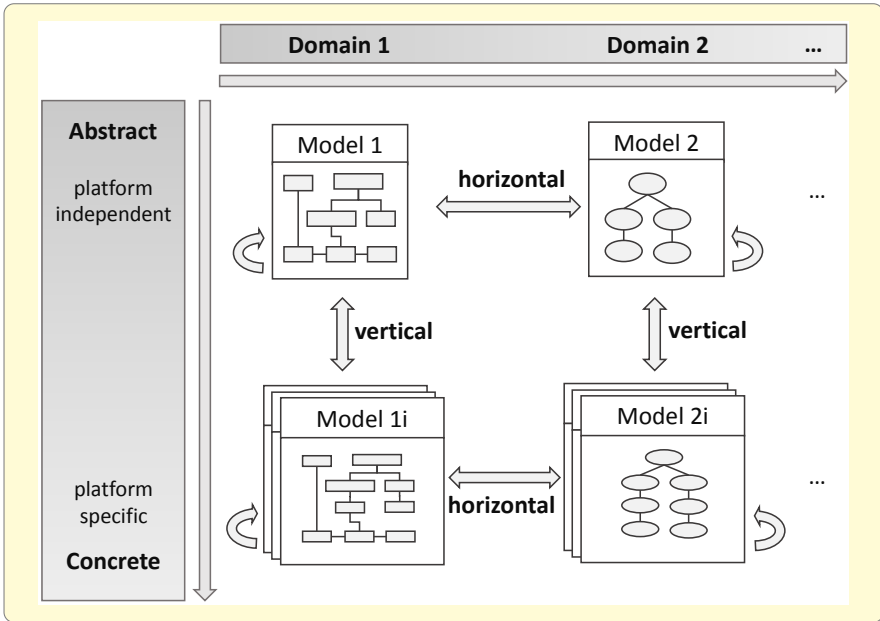 Domain 1 Domain 2 ...
Abstract
platform
independent
Model 1
horizontal
Model 2
...
vertical
vertical
Model 1i
horizontal
Model 2i
...
platform
specific
Concrete